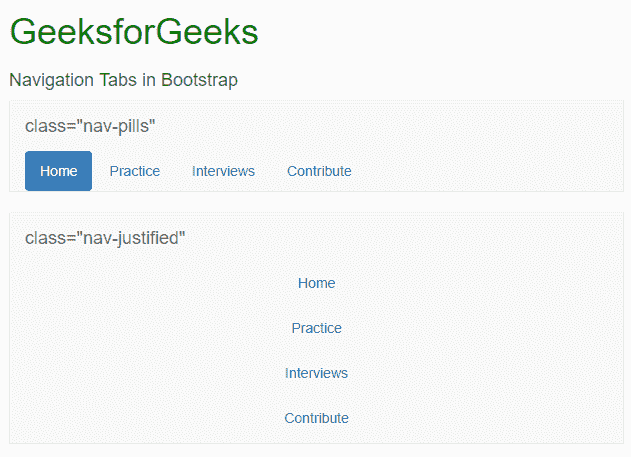 GeeksforGeeks
Navigation Tabs in Bootstrap
class="nav-pills"
Home Practice Interviews Contribute
class="nav-justified"
Home
Practice
Interviews
Contribute